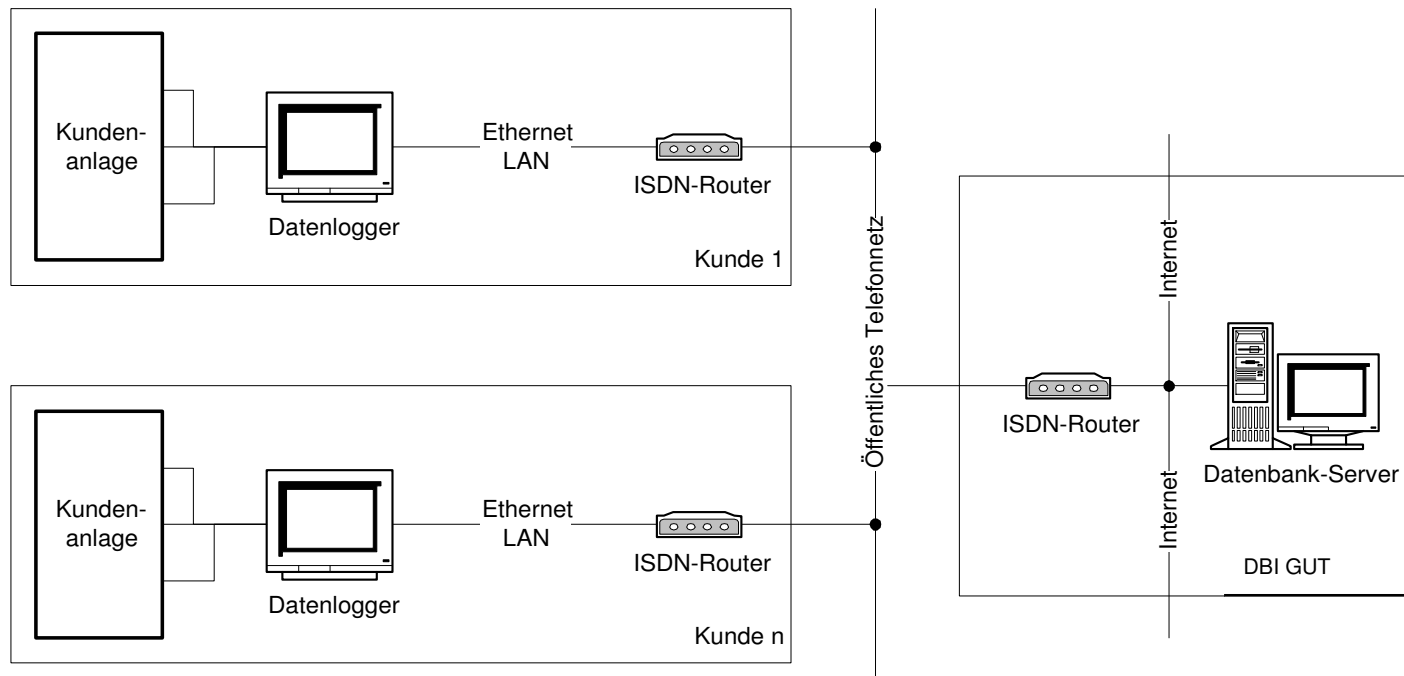 Kunden-
anlage
Datenlogger
Ethernet
LAN
ISDN-Router
Kunde 1
Kunden-
anlage
Datenlogger
Ethernet
LAN
ISDN-Router
Kunde n
Öffentliches Telefonnetz
ISDN-Router
Internet
Internet
Datenbank-Server
DBI GUT